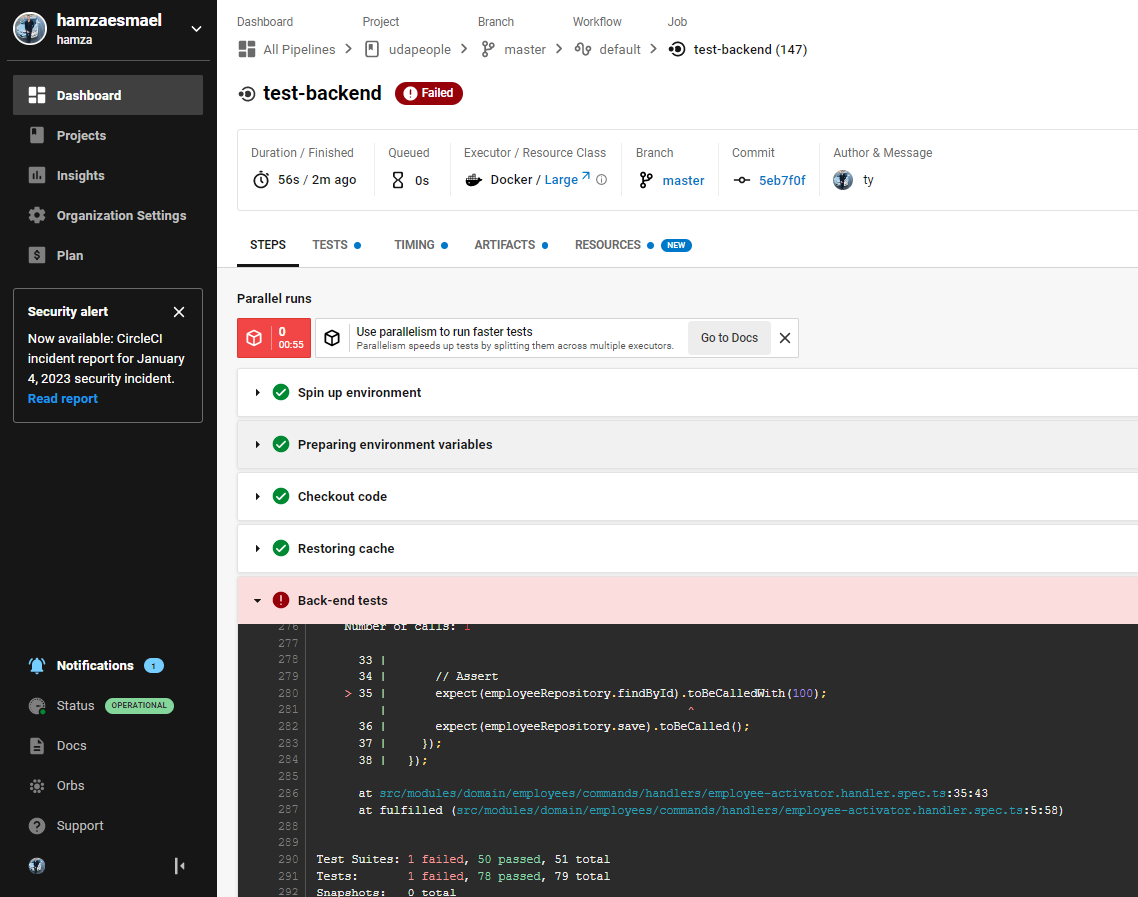 hamzaesmael
hamza
Dashboard
Projects
Insights
Organization Settings
Plan
Security alert
Now available: CircleCI
incident report for January
4, 2023 security incident.
Read report
Notifications 1
Status OPERATIONAL
Docs
Orbs
Support
Dashboard Project Branch Workflow Job
All Pipelines udapeople master default test-backend (147)
test-backend Failed
Duration / Finished Queued Executor / Resource Class Branch Commit Author & Message
56s / 2m ago 0s Docker / Large master 5eb7f0f ty
STEPS TESTS TIMING ARTIFACTS RESOURCES NEW
Parallel runs
0
00:55
Use parallelism to run faster tests
Parallelism speeds up tests by splitting them across multiple executors.
Go to Docs
Spin up environment
Preparing environment variables
Checkout code
Restoring cache
Back-end tests
276 Number of calls: 1
277
278 33 |
279 34 | // Assert
280 > 35 | expect(employeeRepository.findById).toBeCalledWith(100);
281 | ^
282 36 | expect(employeeRepository.save).toBeCalled();
283 37 | });
284 38 | });
285
286 at src/modules/domain/employees/commands/handlers/employee-activator.handler.spec.ts:35:43
287 at fulfilled (src/modules/domain/employees/commands/handlers/employee-activator.handler.spec.ts:5:58)
288
289
290 Test Suites: 1 failed, 50 passed, 51 total
291 Tests: 1 failed, 78 passed, 79 total
292 Snapshots: 0 total